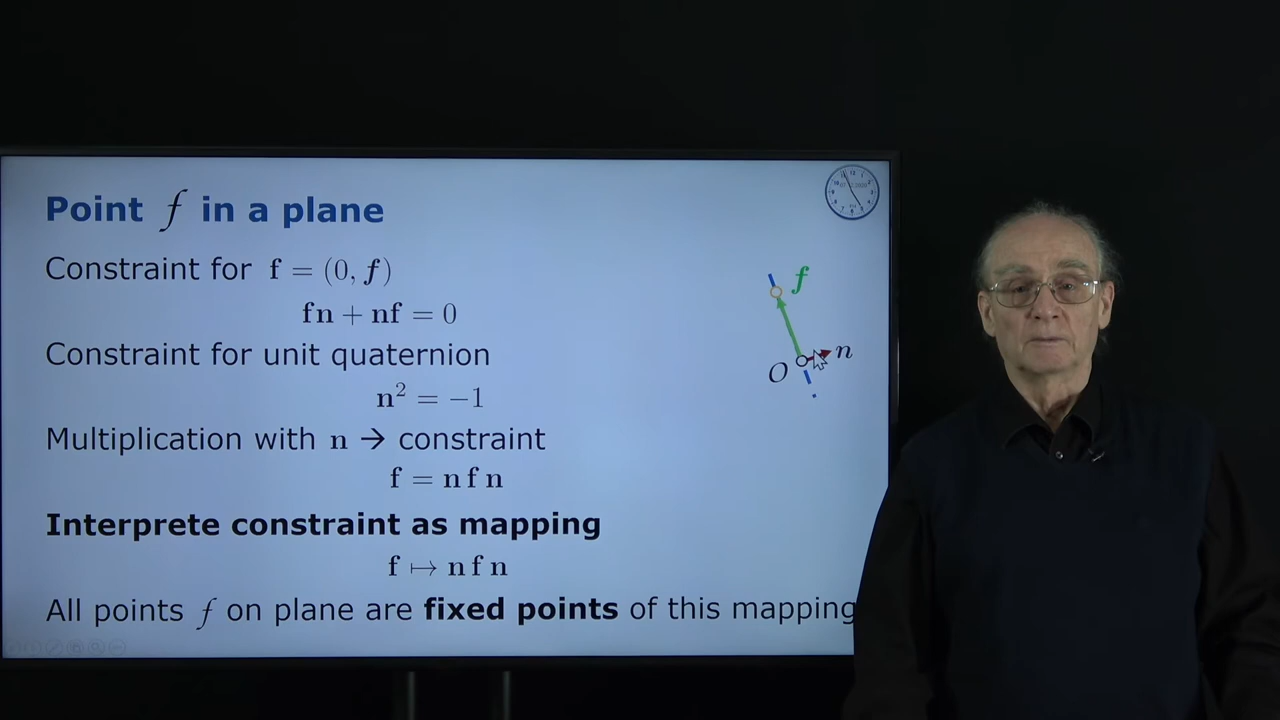 Point f in a plane
Constraint for f = (0, f)
fn + nf = 0
Constraint for unit quaternion
n² = −1
Multiplication with n → constraint
f = n f n
Interprete constraint as mapping
f ↦ n f n
All points f on plane are fixed points of this mapping
f
n
O